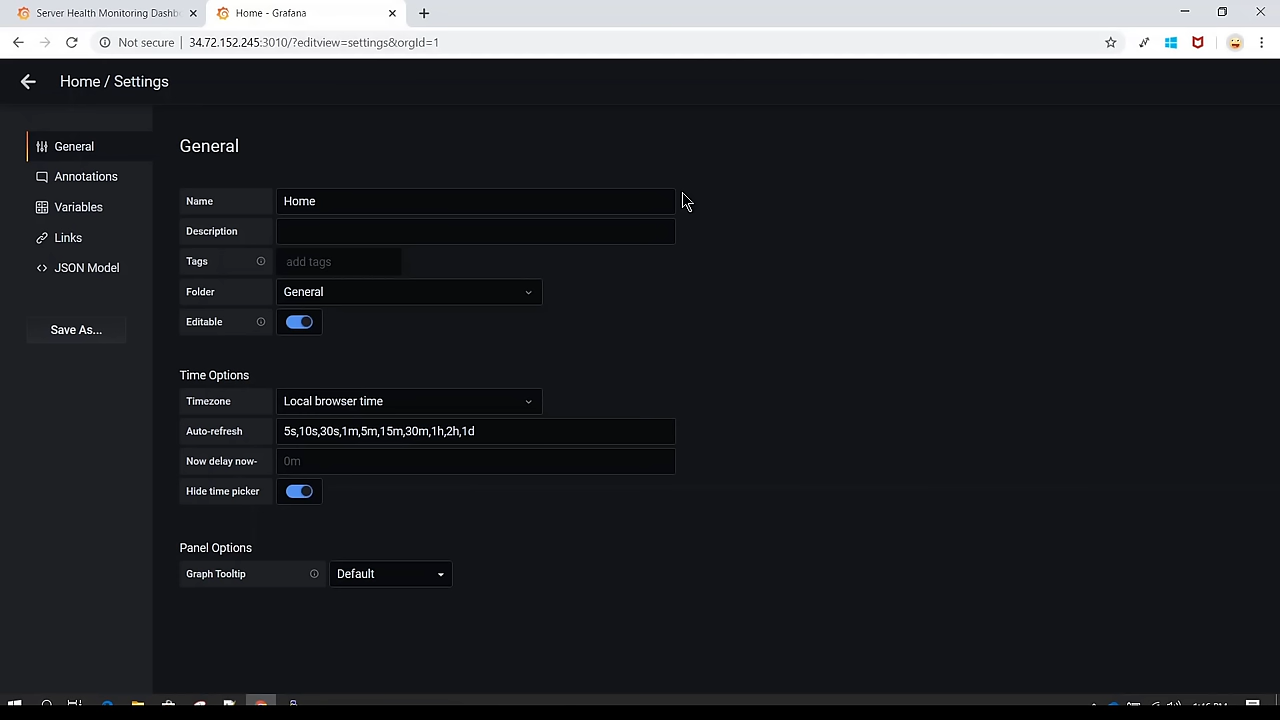 Server Health Monitoring Dashb
Home - Grafana
Not secure
34.72.152.245:3010/?editview=settings&orgId=1
Home / Settings
General
Annotations
Variables
Links
JSON Model
Save As...
General
Name
Home
Description
Tags
add tags
Folder
General
Editable
Time Options
Timezone
Local browser time
Auto-refresh
5s,10s,30s,1m,5m,15m,30m,1h,2h,1d
Now delay now-
0m
Hide time picker
Panel Options
Graph Tooltip
Default